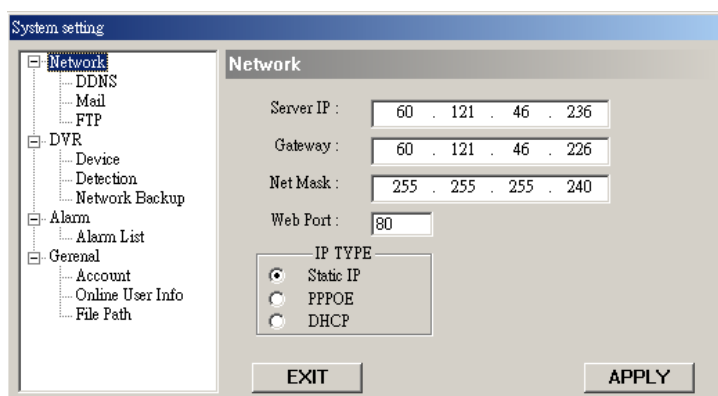 System setting
Network
DDNS
Mail
FTP
DVR
Device
Detection
Network Backup
Alarm
Alarm List
Gerenal
Account
Online User Info
File Path
Network
Server IP : 60 . 121 . 46 . 236
Gateway : 60 . 121 . 46 . 226
Net Mask : 255 . 255 . 255 . 240
Web Port : 80
IP TYPE
Static IP
PPPOE
DHCP
EXIT
APPLY